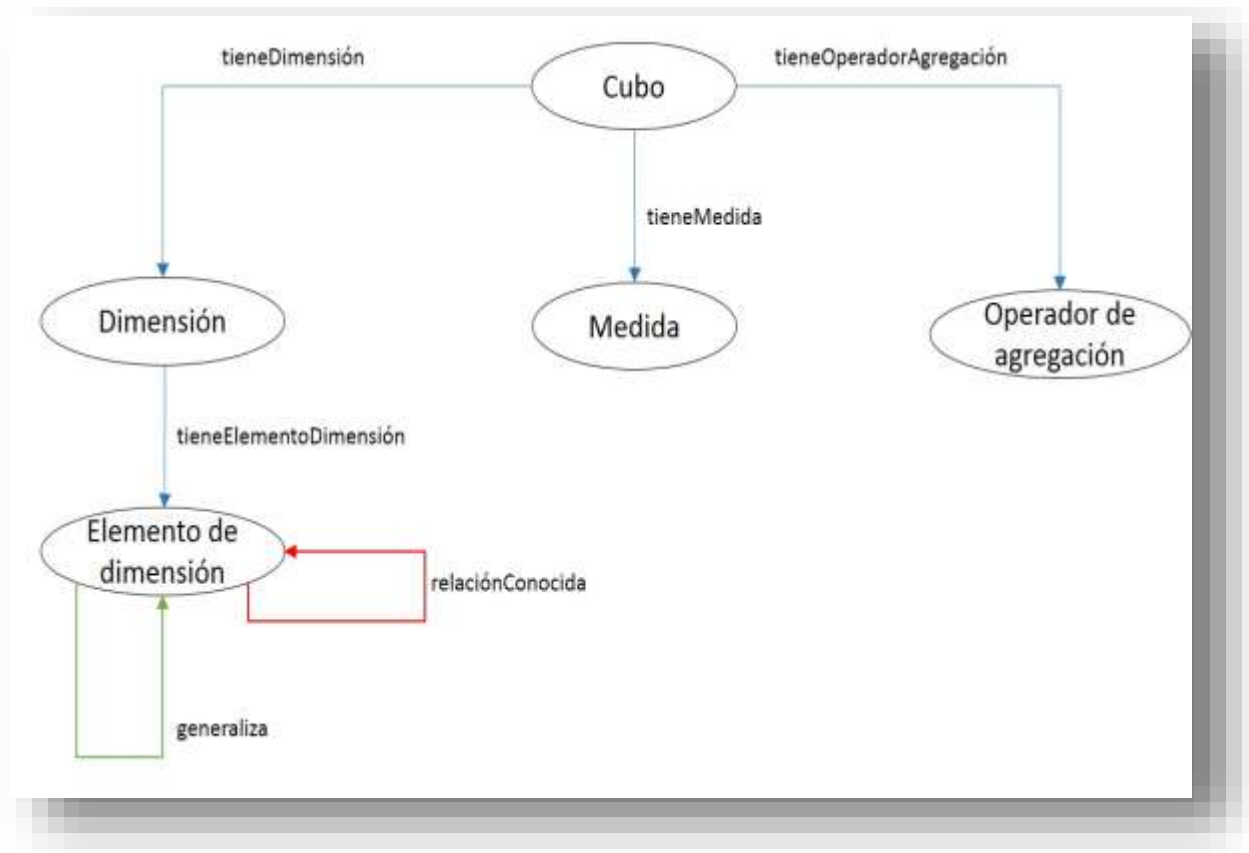 tieneDimensión
Cubo
tieneOperadorAgregación
tieneMedida
Dimensión
Medida
Operador de
agregación
tieneElementoDimensión
Elemento de
dimensión
relaciónConocida
generaliza